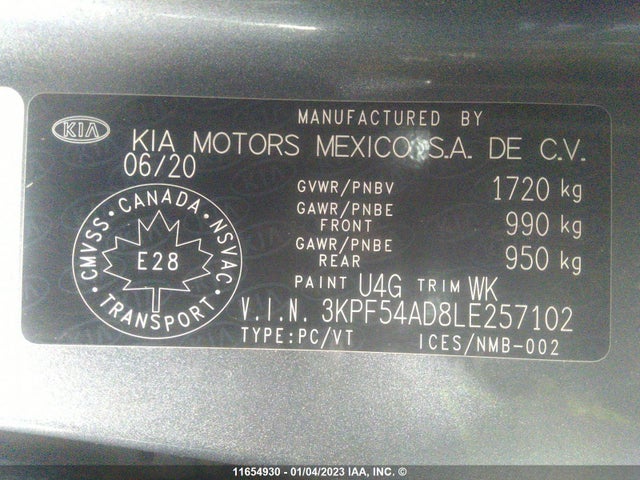 MANUFACTURED BY
KIA
KIA MOTORS MEXICO, S.A. DE C.V.
06/20
GVWR/PNBV 1720 kg
GAWR/PNBE FRONT 990 kg
GAWR/PNBE REAR 950 kg
CMVSS · CANADA · NSVAC · TRANSPORT ·
E28
PAINT U4G TRIM WK
V.I.N. 3KPF54AD8LE257102
TYPE:PC/VT ICES/NMB-002
11654930 - 01/04/2023 IAA, INC. ©